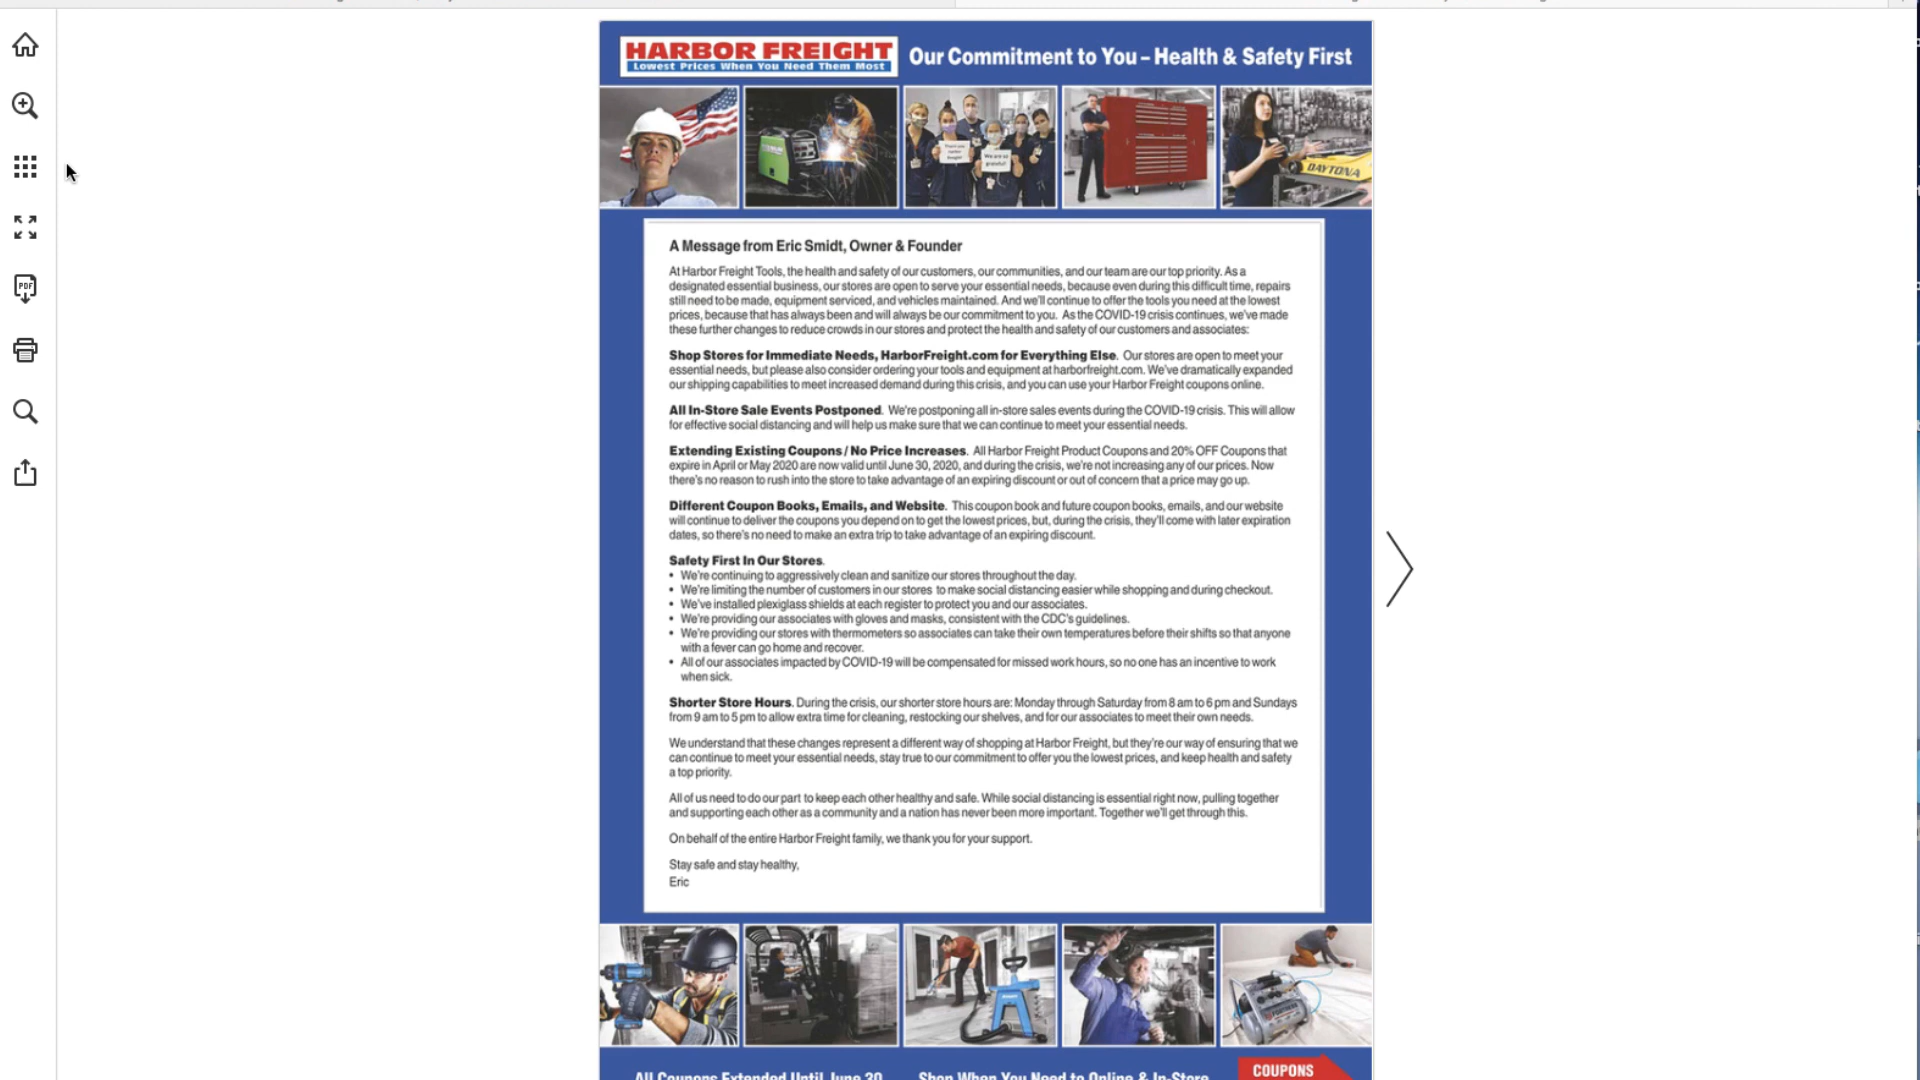 HARBOR FREIGHT
Lowest Prices When You Need Them Most
Our Commitment to You – Health & Safety First
Thank you harbor freight!
We are so grateful!
DAYTONA
A Message from Eric Smidt, Owner & Founder
At Harbor Freight Tools, the health and safety of our customers, our communities, and our team are our top priority. As a
designated essential business, our stores are open to serve your essential needs, because even during this difficult time, repairs
still need to be made, equipment serviced, and vehicles maintained. And we'll continue to offer the tools you need at the lowest
prices, because that has always been and will always be our commitment to you. As the COVID-19 crisis continues, we've made
these further changes to reduce crowds in our stores and protect the health and safety of our customers and associates:
Shop Stores for Immediate Needs, HarborFreight.com for Everything Else. Our stores are open to meet your
essential needs, but please also consider ordering your tools and equipment at harborfreight.com. We've dramatically expanded
our shipping capabilities to meet increased demand during this crisis, and you can use your Harbor Freight coupons online.
All In-Store Sale Events Postponed. We're postponing all in-store sales events during the COVID-19 crisis. This will allow
for effective social distancing and will help us make sure that we can continue to meet your essential needs.
Extending Existing Coupons / No Price Increases. All Harbor Freight Product Coupons and 20% OFF Coupons that
expire in April or May 2020 are now valid until June 30, 2020, and during the crisis, we're not increasing any of our prices. Now
there's no reason to rush into the store to take advantage of an expiring discount or out of concern that a price may go up.
Different Coupon Books, Emails, and Website. This coupon book and future coupon books, emails, and our website
will continue to deliver the coupons you depend on to get the lowest prices, but, during the crisis, they'll come with later expiration
dates, so there's no need to make an extra trip to take advantage of an expiring discount.
Safety First In Our Stores.
• We're continuing to aggressively clean and sanitize our stores throughout the day.
• We're limiting the number of customers in our stores to make social distancing easier while shopping and during checkout.
• We've installed plexiglass shields at each register to protect you and our associates.
• We're providing our associates with gloves and masks, consistent with the CDC's guidelines.
• We're providing our stores with thermometers so associates can take their own temperatures before their shifts so that anyone
with a fever can go home and recover.
• All of our associates impacted by COVID-19 will be compensated for missed work hours, so no one has an incentive to work
when sick.
Shorter Store Hours. During the crisis, our shorter store hours are: Monday through Saturday from 8 am to 6 pm and Sundays
from 9 am to 5 pm to allow extra time for cleaning, restocking our shelves, and for our associates to meet their own needs.
We understand that these changes represent a different way of shopping at Harbor Freight, but they're our way of ensuring that we
can continue to meet your essential needs, stay true to our commitment to offer you the lowest prices, and keep health and safety
a top priority.
All of us need to do our part to keep each other healthy and safe. While social distancing is essential right now, pulling together
and supporting each other as a community and a nation has never been more important. Together we'll get through this.
On behalf of the entire Harbor Freight family, we thank you for your support.
Stay safe and stay healthy,
Eric
All Coupons Extended Until June 30
Shop When You Need to Online & In-Store
COUPONS
PDF